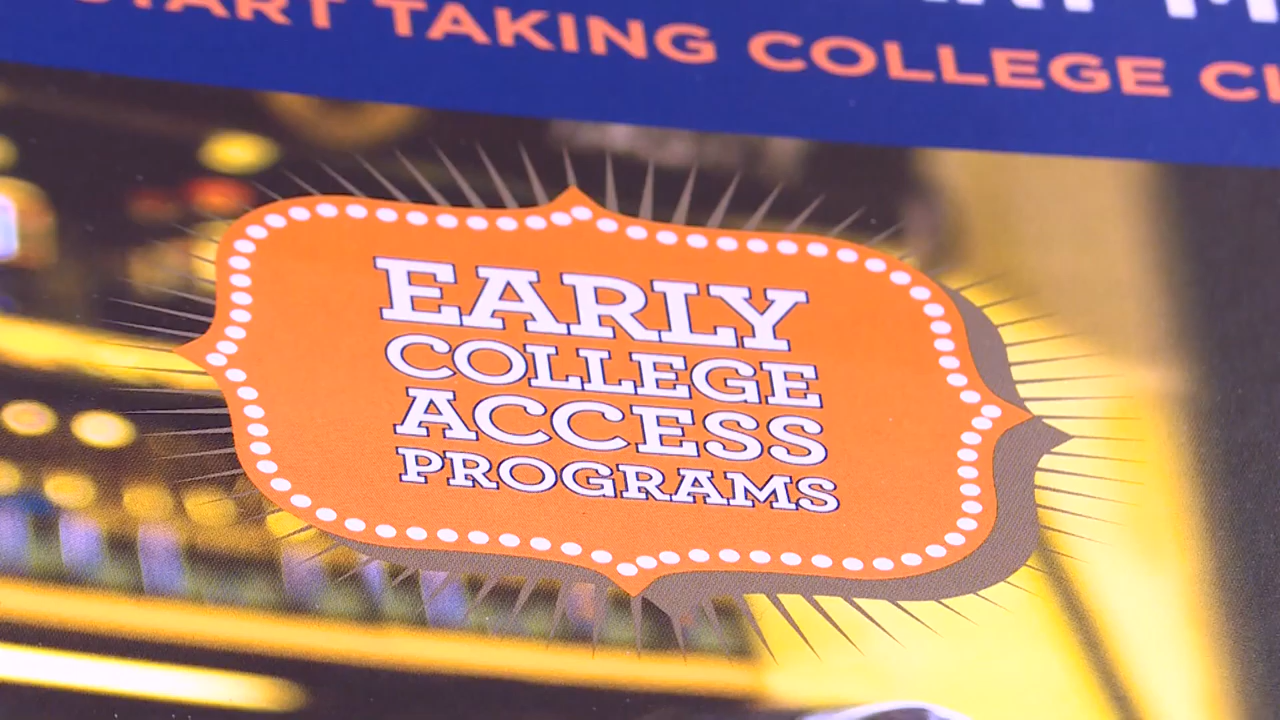 START TAKING COLLEGE
EARLY
COLLEGE
ACCESS
PROGRAMS